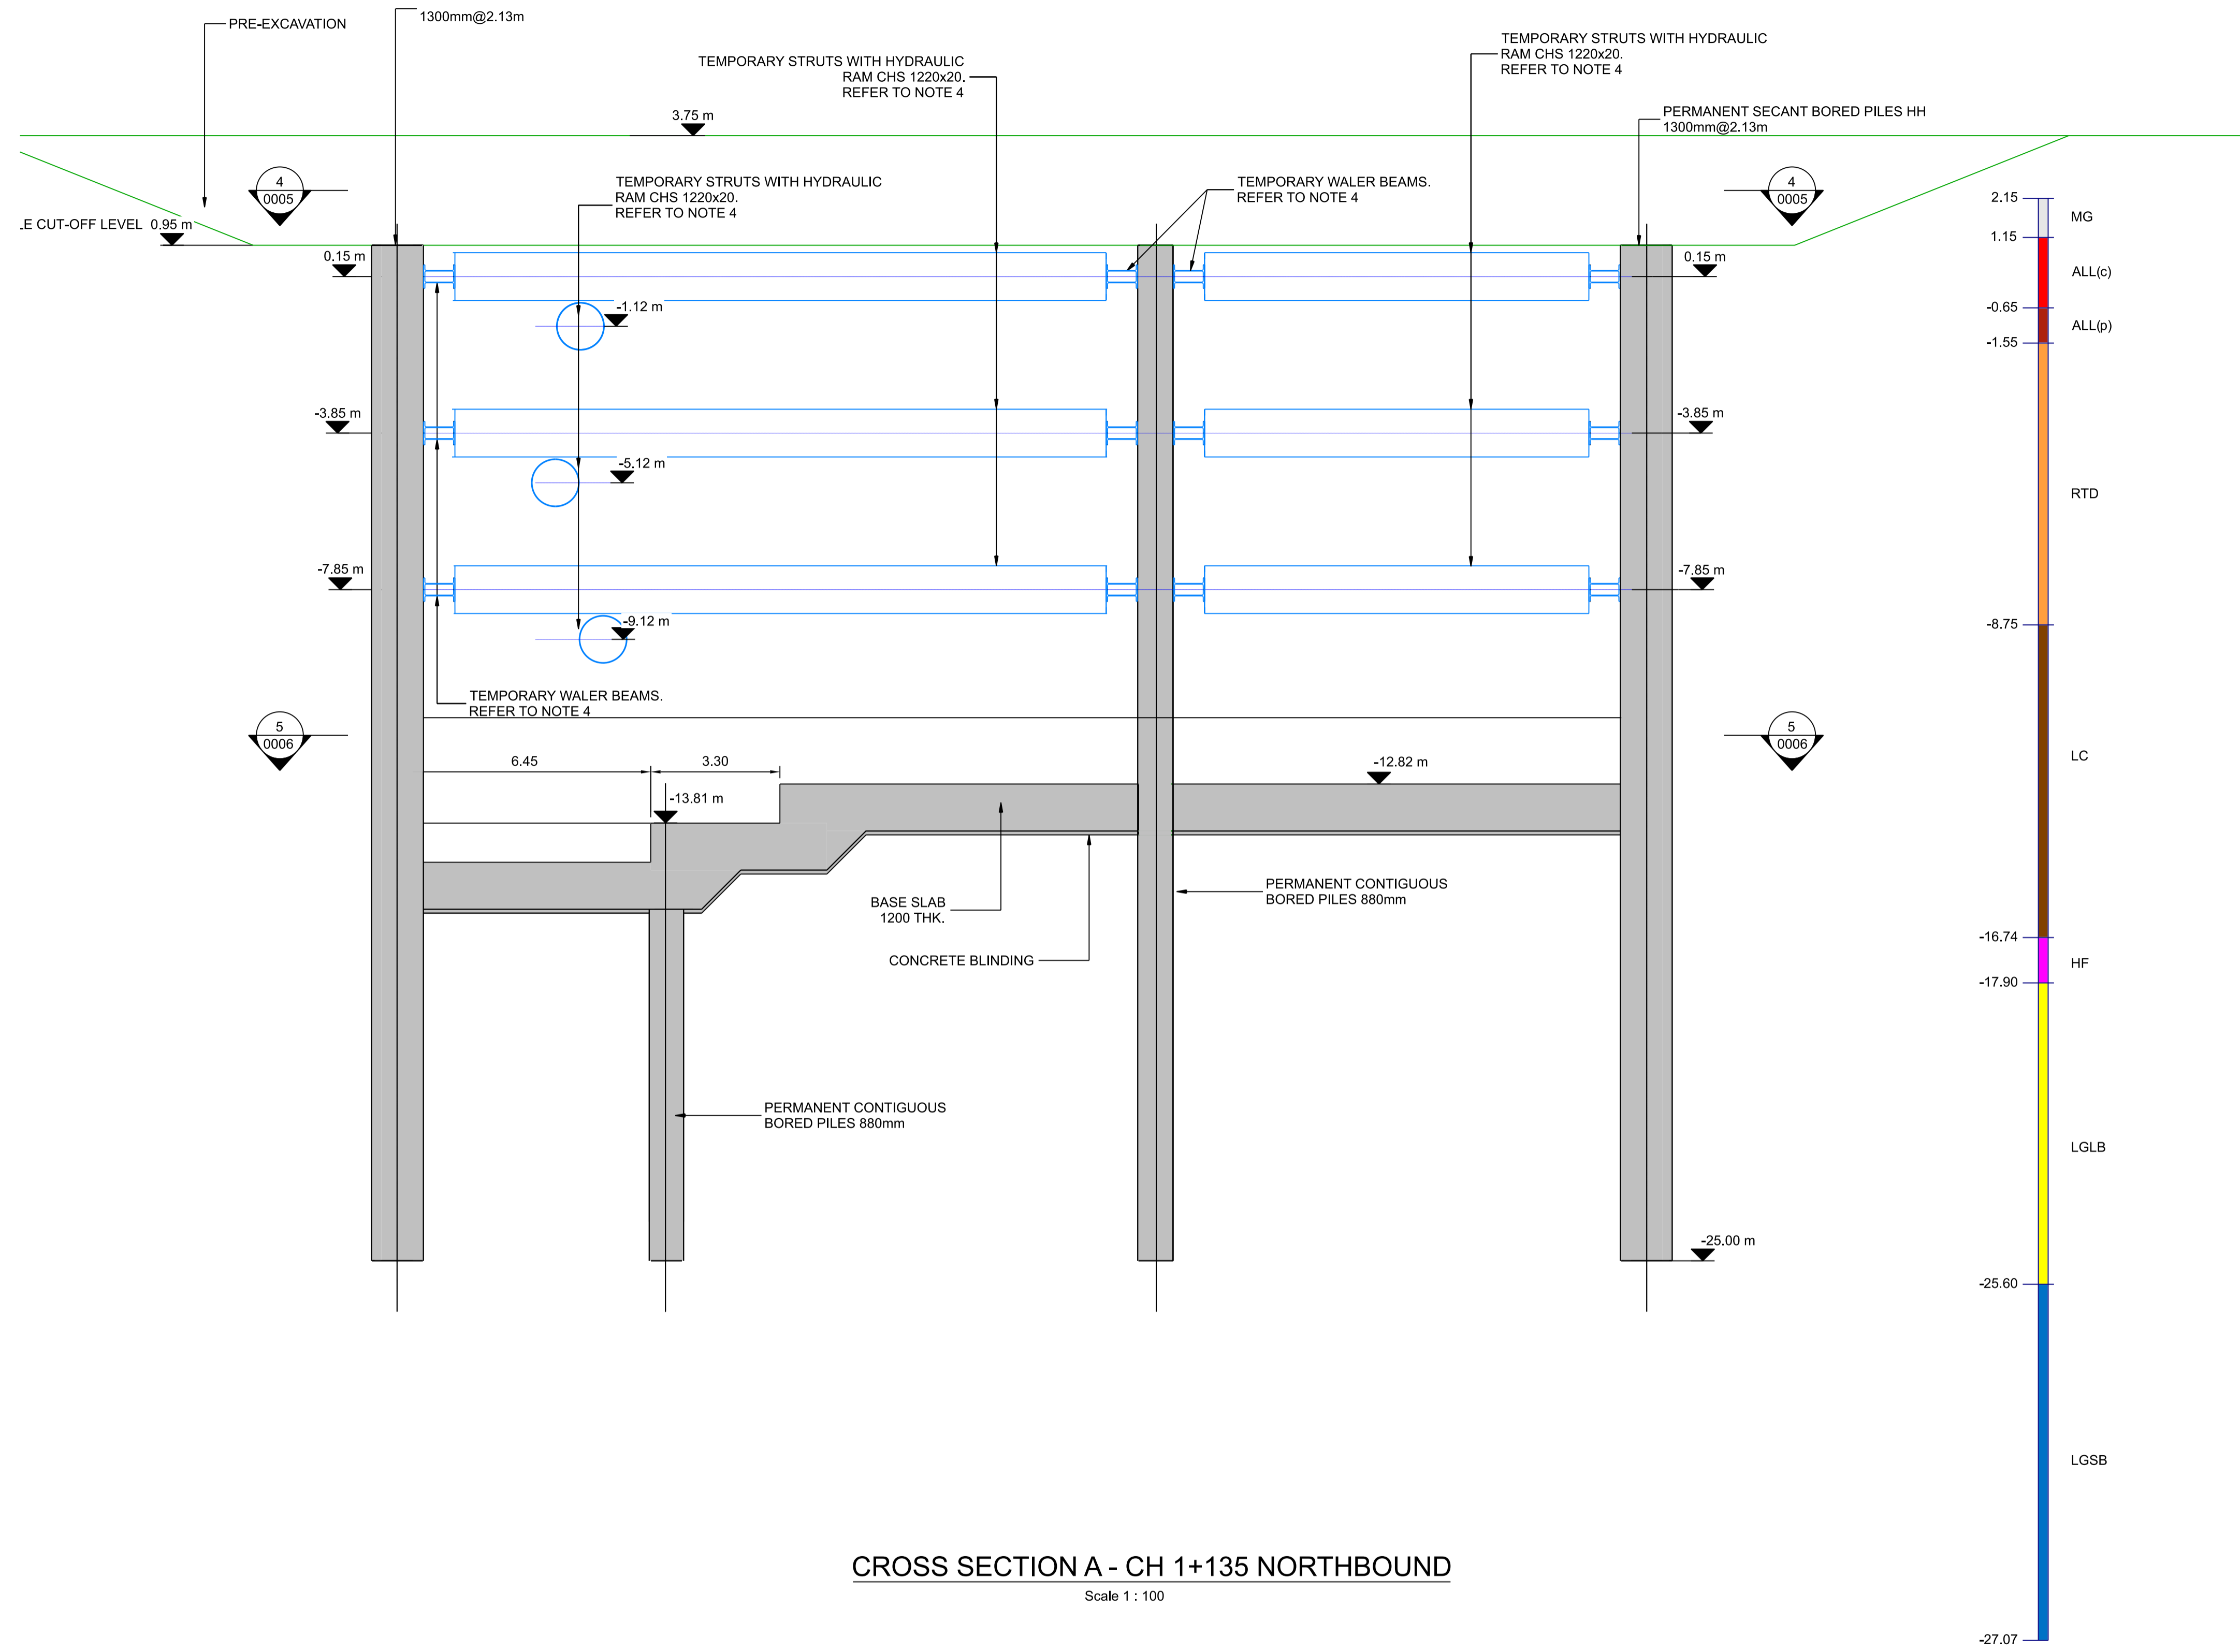 1300mm@2.13m
PRE-EXCAVATION
TEMPORARY STRUTS WITH HYDRAULIC
RAM CHS 1220x20.
REFER TO NOTE 4
TEMPORARY STRUTS WITH HYDRAULIC
RAM CHS 1220x20.
REFER TO NOTE 4
3.75 m
PERMANENT SECANT BORED PILES HH
1300mm@2.13m
4
0005
TEMPORARY STRUTS WITH HYDRAULIC
RAM CHS 1220x20.
REFER TO NOTE 4
TEMPORARY WALER BEAMS.
REFER TO NOTE 4
4
0005
CUT-OFF LEVEL 0.95 m
0.15 m
0.15 m
-1.12 m
-3.85 m
-3.85 m
-5.12 m
-7.85 m
-7.85 m
-9.12 m
TEMPORARY WALER BEAMS.
REFER TO NOTE 4
5
0006
5
0006
6.45
3.30
-12.82 m
-13.81 m
BASE SLAB
1200 THK.
PERMANENT CONTIGUOUS
BORED PILES 880mm
CONCRETE BLINDING
PERMANENT CONTIGUOUS
BORED PILES 880mm
-25.00 m
2.15
MG
1.15
ALL(c)
-0.65
ALL(p)
-1.55
RTD
-8.75
LC
-16.74
HF
-17.90
LGLB
-25.60
LGSB
-27.07
CROSS SECTION A - CH 1+135 NORTHBOUND
Scale 1 : 100